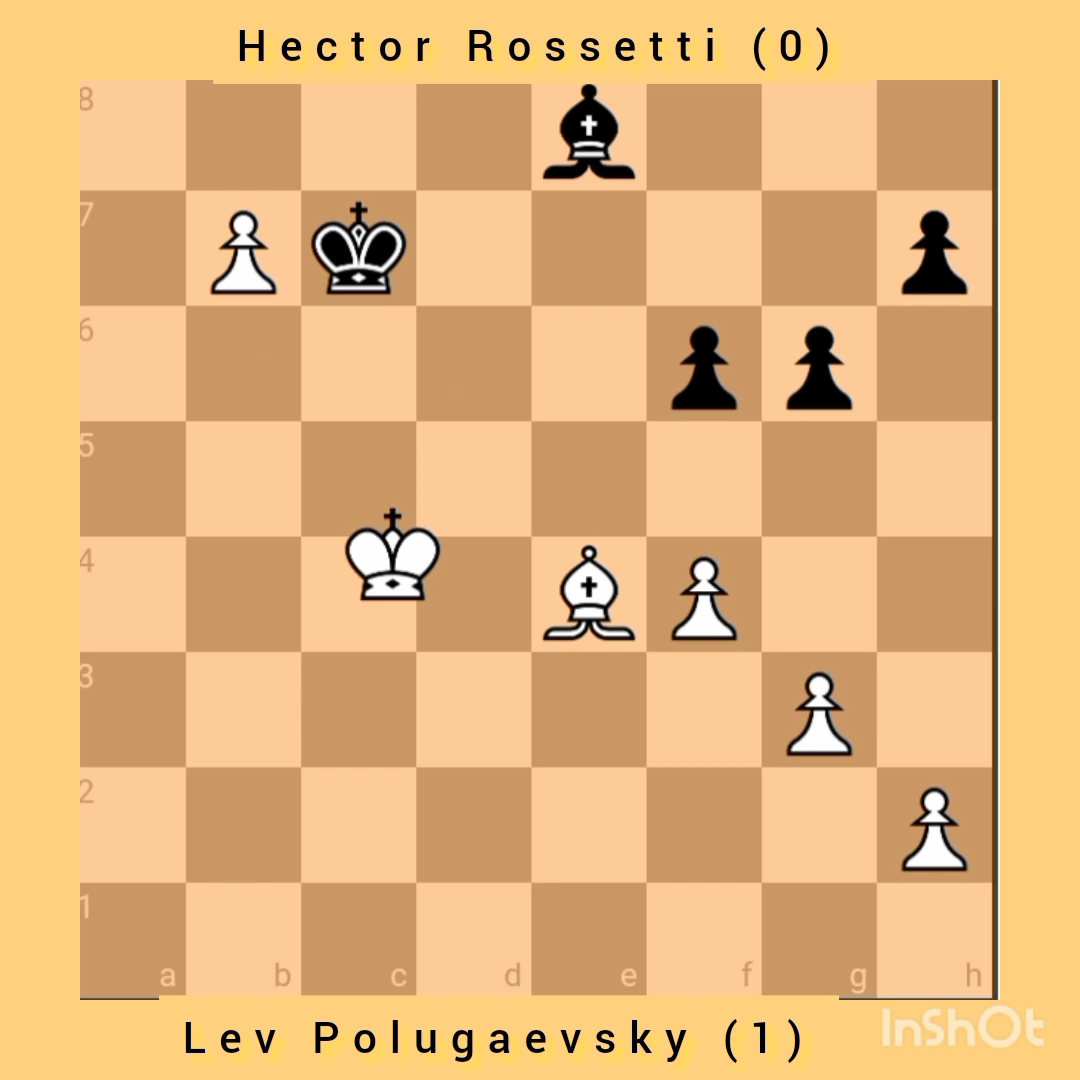 Hector Rossetti (0)
8
7
6
5
4
3
2
1
a b c d e f g h
Lev Polugaevsky (1)
InShOt